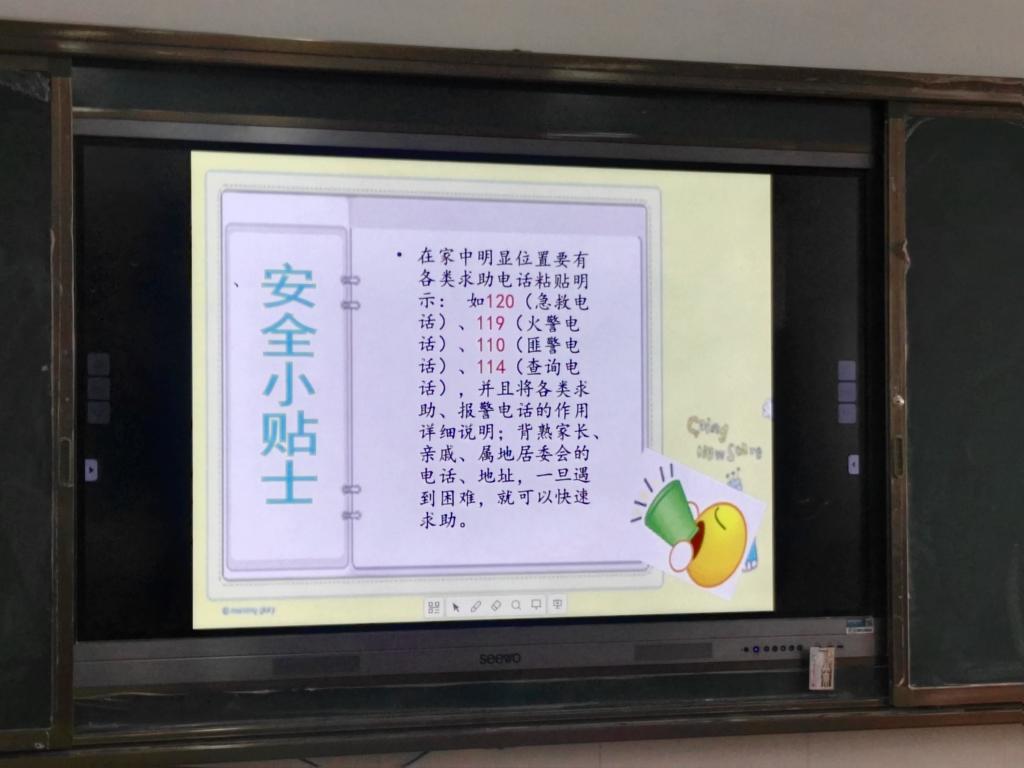 安全小贴士
• 在家中明显位置要有
各类求助电话粘贴明
示： 如120（急救电
话）、119（火警电
话）、110（匪警电
话）、114（查询电
话），并且将各类求
助、报警电话的作用
详细说明；背熟家长、
亲戚、属地居委会的
电话、地址，一旦遇
到困难，就可以快速
求助。
seewo